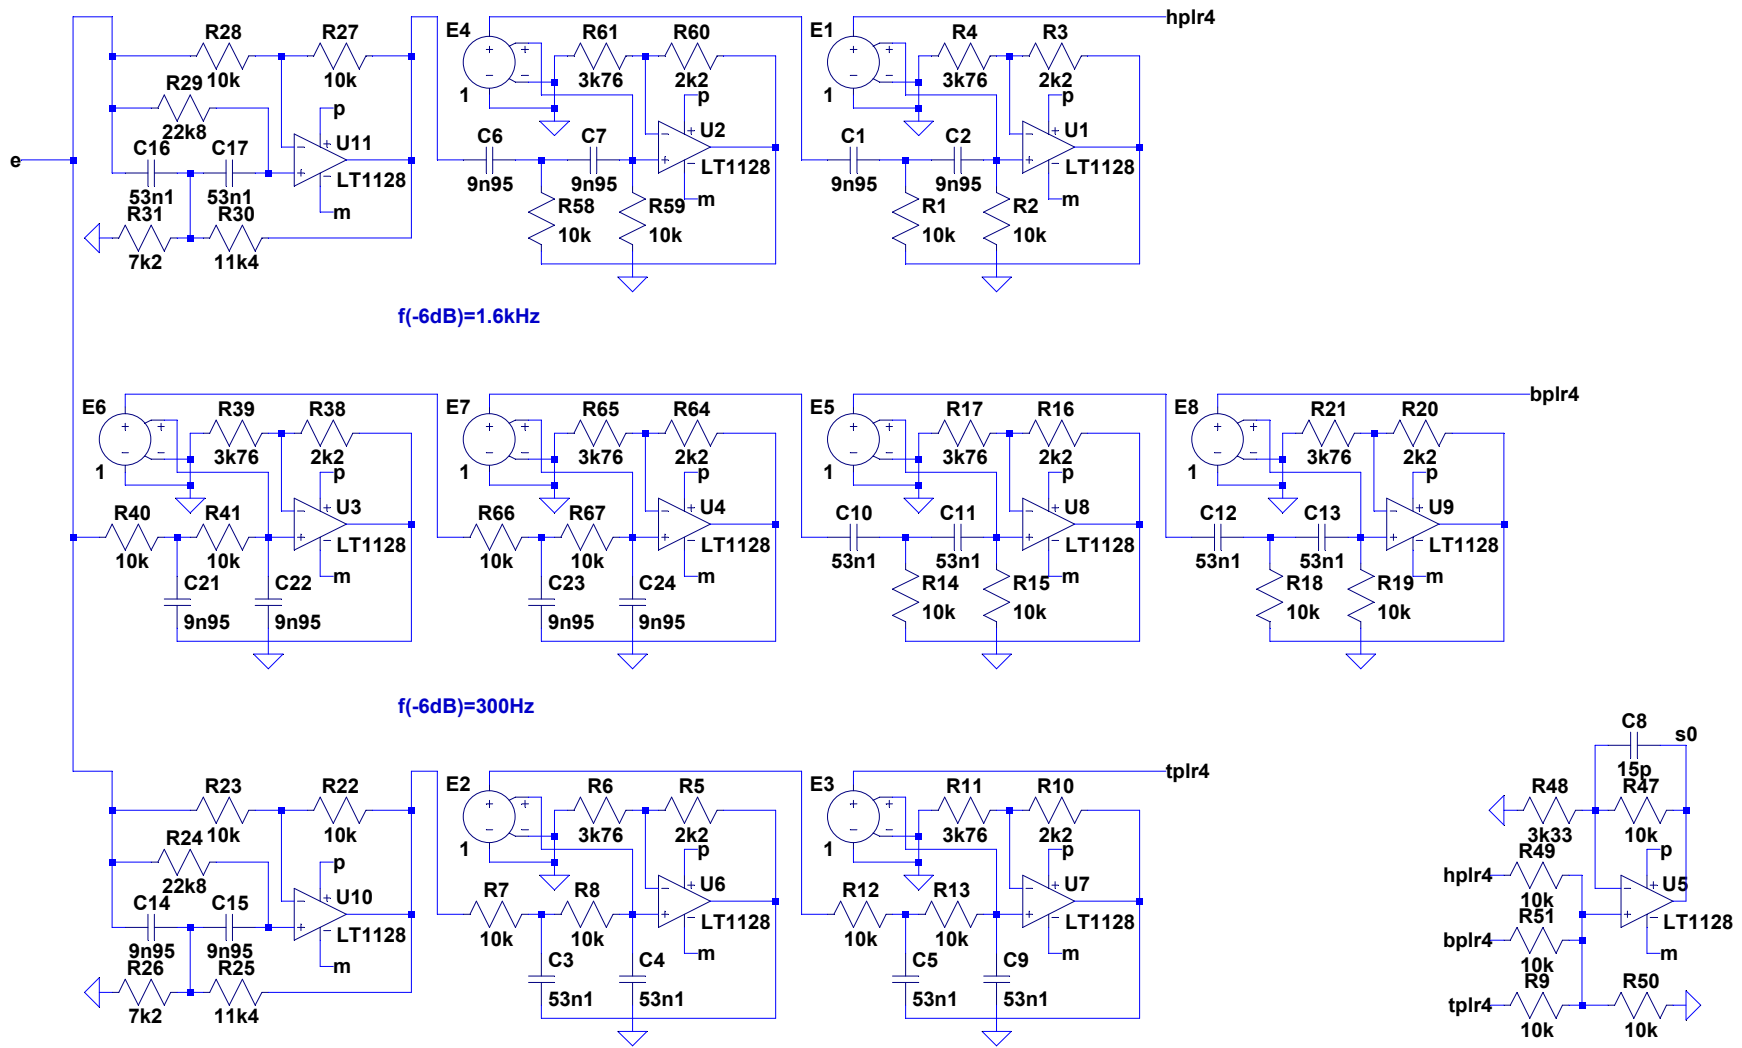 hplr4
R28 R27 E4 R61 R60 E1 R4 R3
10k 10k 3k76 2k2 3k76 2k2
R29 1 p 1 p
22k8 p
C16 C17 U11 C6 C7 U2 C1 C2 U1
e
53n1 53n1 LT1128 9n95 9n95 LT1128 9n95 9n95 LT1128
R31 R30 m R58 R59 m R1 R2 m
7k2 11k4 10k 10k 10k 10k
f(-6dB)=1.6kHz
bplr4
E6 R39 R38 E7 R65 R64 E5 R17 R16 E8 R21 R20
3k76 2k2 3k76 2k2 3k76 2k2 3k76 2k2
1 p 1 p 1 p 1 p
R40 R41 U3 R66 R67 U4 C10 C11 U8 C12 C13 U9
10k 10k LT1128 10k 10k LT1128 53n1 53n1 LT1128 53n1 53n1 LT1128
C21 C22 m C23 C24 m R14 R15 m R18 R19 m
9n95 9n95 9n95 9n95 10k 10k 10k 10k
f(-6dB)=300Hz
C8 s0
15p
tplr4
R23 R22 E2 R6 R5 E3 R11 R10 R48 R47
10k 10k 3k76 2k2 3k76 2k2 3k33 10k
R24 1 p 1 p R49 p
22k8 p hplr4 10k U5
C14 C15 U10 R7 R8 U6 R12 R13 U7 R51 LT1128
9n95 9n95 LT1128 10k 10k LT1128 10k 10k LT1128 bplr4 10k m
R26 R25 m C3 C4 m C5 C9 m R9 R50
7k2 11k4 53n1 53n1 53n1 53n1 tplr4 10k 10k